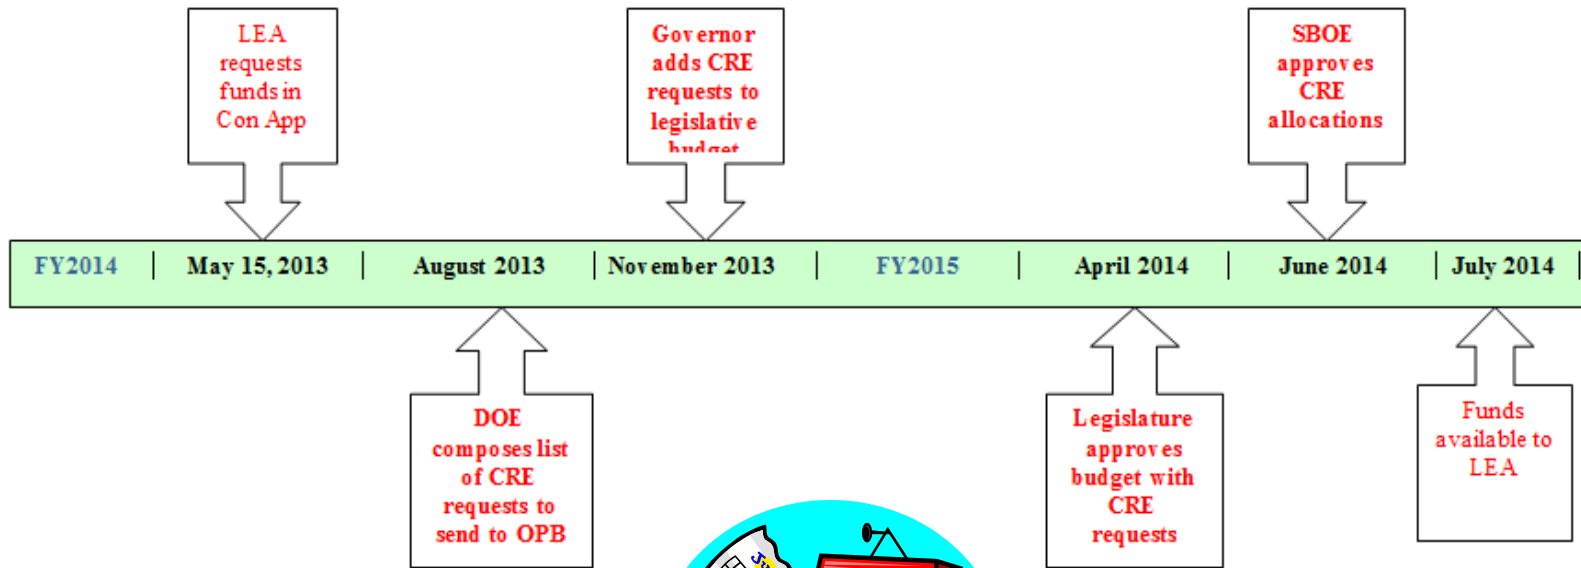 LEA
requests
funds in
Con App
Governor
adds CRE
requests to
legislative
budget
SBOE
approves
CRE
allocations
FY2014 | May 15, 2013 | August 2013 | November 2013 | FY2015 | April 2014 | June 2014 | July 2014 |
DOE
composes list
of CRE
requests to
send to OPB
Legislature
approves
budget with
CRE
requests
Funds
available to
LEA